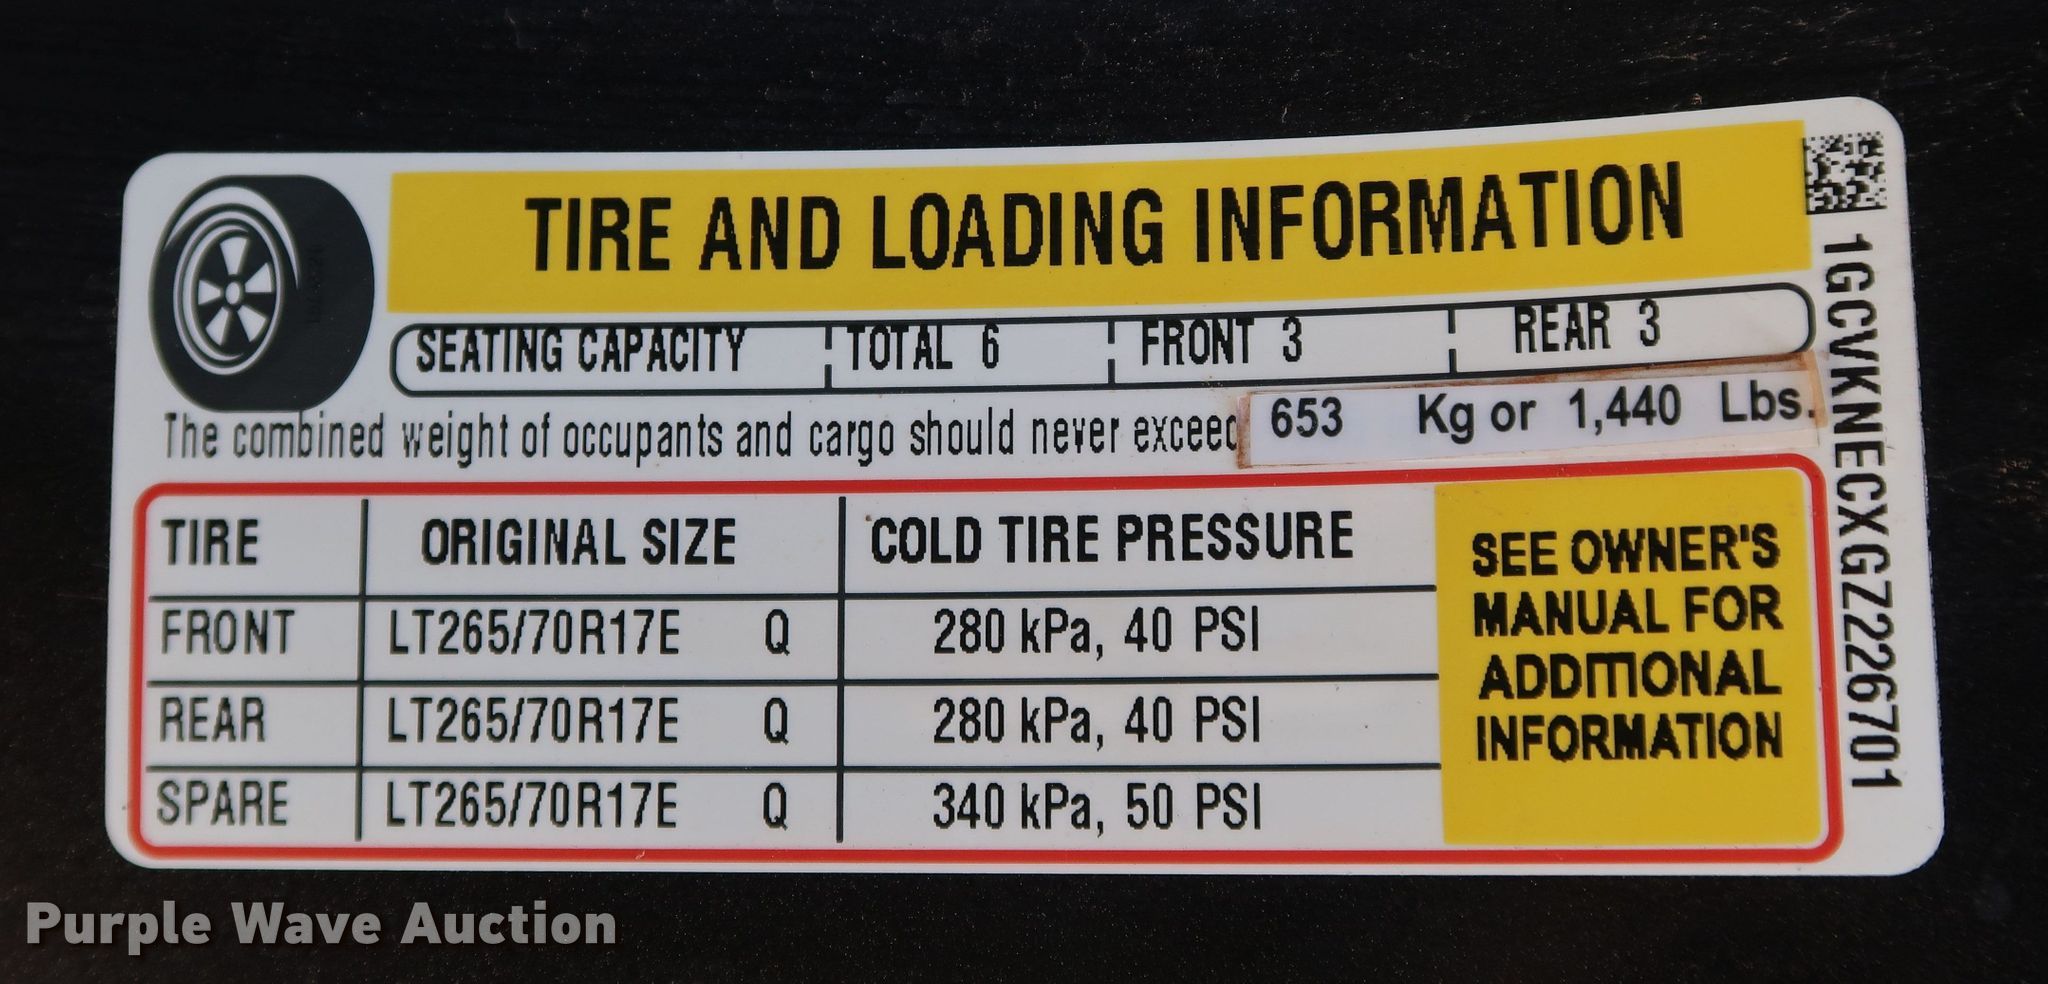 TIRE AND LOADING INFORMATION
SEATING CAPACITY TOTAL 6 FRONT 3 REAR 3
The combined weight of occupants and cargo should never exceed 653 Kg or 1,440 Lbs.
TIRE ORIGINAL SIZE COLD TIRE PRESSURE
FRONT LT265/70R17E Q 280 kPa, 40 PSI
REAR LT265/70R17E Q 280 kPa, 40 PSI
SPARE LT265/70R17E Q 340 kPa, 50 PSI
SEE OWNER'S
MANUAL FOR
ADDITIONAL
INFORMATION
1GCVKNECXGZ226701
Purple Wave Auction